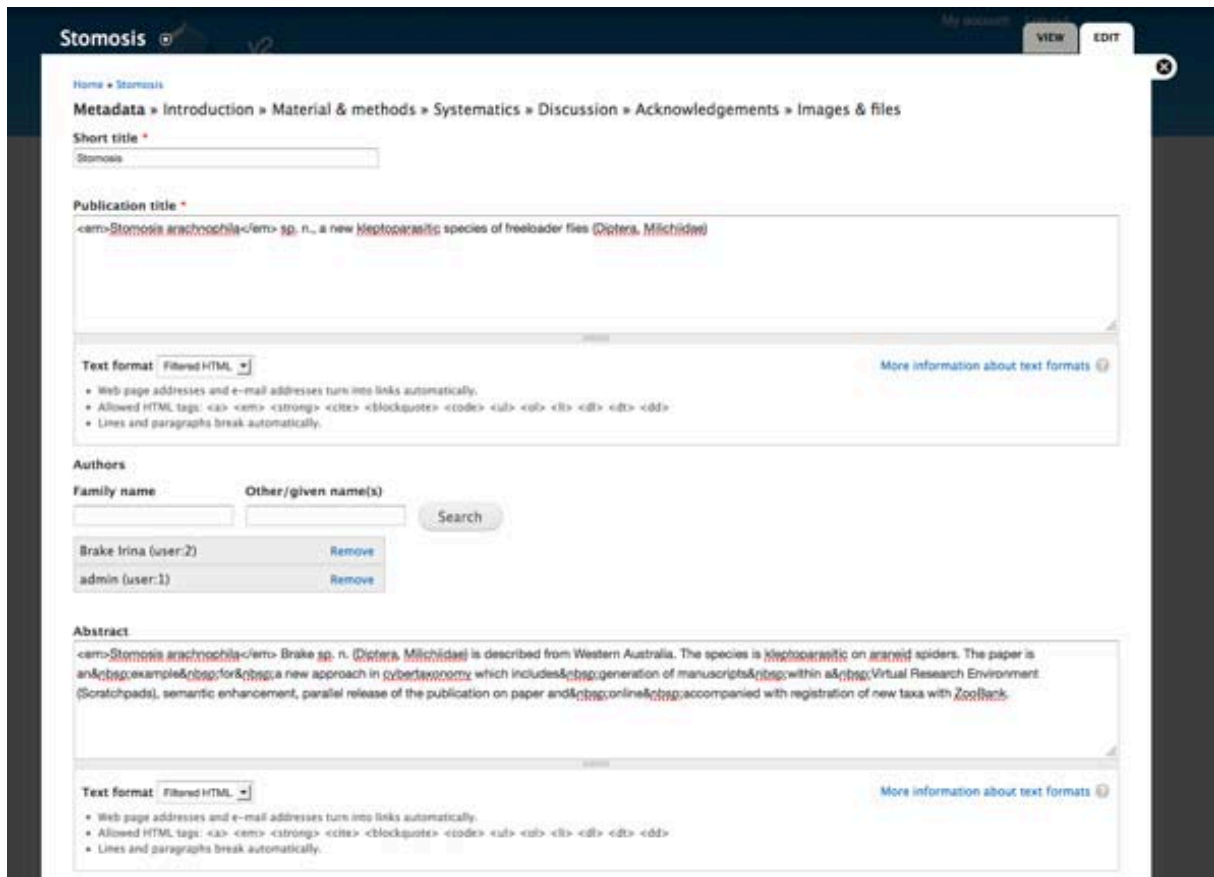 My account Log out
Stomosis
v2
VIEW EDIT
Home » Stomosis
Metadata » Introduction » Material & methods » Systematics » Discussion » Acknowledgements » Images & files
Short title *
Stomosis
Publication title *
<em>Stomosis arachnophila</em> sp. n., a new kleptoparasitic species of freeloader flies (Diptera, Milichiidae)
Text format Filtered HTML
More information about text formats
• Web page addresses and e-mail addresses turn into links automatically.
• Allowed HTML tags: <a> <em> <strong> <cite> <blockquote> <code> <ul> <ol> <li> <dl> <dt> <dd>
• Lines and paragraphs break automatically.
Authors
Family name Other/given name(s)
Search
Brake Irina (user:2) Remove
admin (user:1) Remove
Abstract
<em>Stomosis arachnophila</em> Brake sp. n. (Diptera, Milichiidae) is described from Western Australia. The species is kleptoparasitic on araneid spiders. The paper is
an&nbsp;example&nbsp;for&nbsp;a new approach in cybertaxonomy which includes&nbsp;generation of manuscripts&nbsp;within a&nbsp;Virtual Research Environment
(Scratchpads), semantic enhancement, parallel release of the publication on paper and&nbsp;online&nbsp;accompanied with registration of new taxa with ZooBank.
Text format Filtered HTML
More information about text formats
• Web page addresses and e-mail addresses turn into links automatically.
• Allowed HTML tags: <a> <em> <strong> <cite> <blockquote> <code> <ul> <ol> <li> <dl> <dt> <dd>
• Lines and paragraphs break automatically.